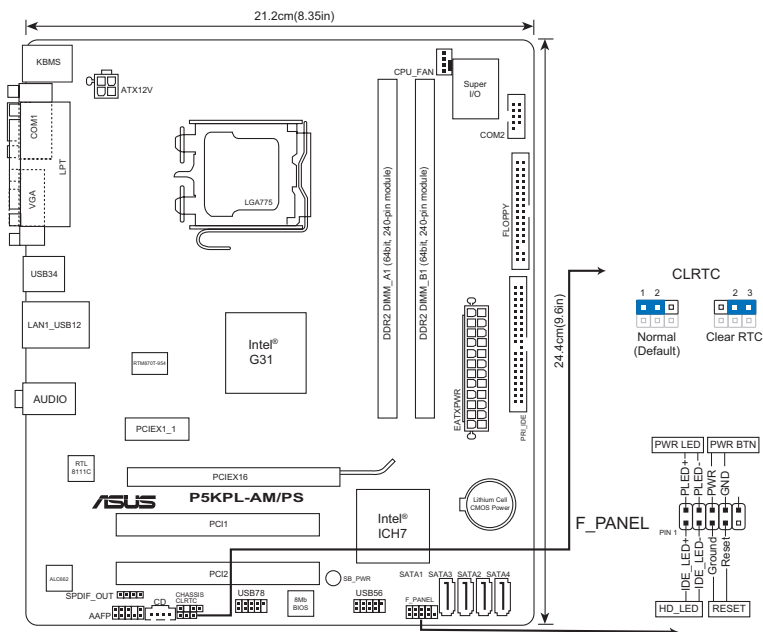 21.2cm(8.35in)
KBMS
ATX12V
CPU_FAN
Super
I/O
COM2
COM1
LPT
VGA
LGA775
DDR2 DIMM_A1 (64bit, 240-pin module)
DDR2 DIMM_B1 (64bit, 240-pin module)
FLOPPY
24.4cm(9.6in)
USB34
LAN1_USB12
AUDIO
RTM870T-954
Intel®
G31
EATXPWR
PRI_IDE
PCIEX1_1
RTL
8111C
PCIEX16
ASUS P5KPL-AM/PS
PCI1
Intel®
ICH7
Lithium Cell
CMOS Power
ALC662
PCI2
SB_PWR
SATA1 SATA3 SATA2 SATA4
SPDIF_OUT
AAFP
CD
CHASSIS
CLRTC
USB78
8Mb
BIOS
USB56
F_PANEL
CLRTC
1 2
2 3
Normal
(Default)
Clear RTC
F_PANEL
PWR LED
PWR BTN
PLED+
PLED-
PWR
GND
PIN 1
IDE_LED+
IDE_LED-
Ground
Reset
HD_LED
RESET